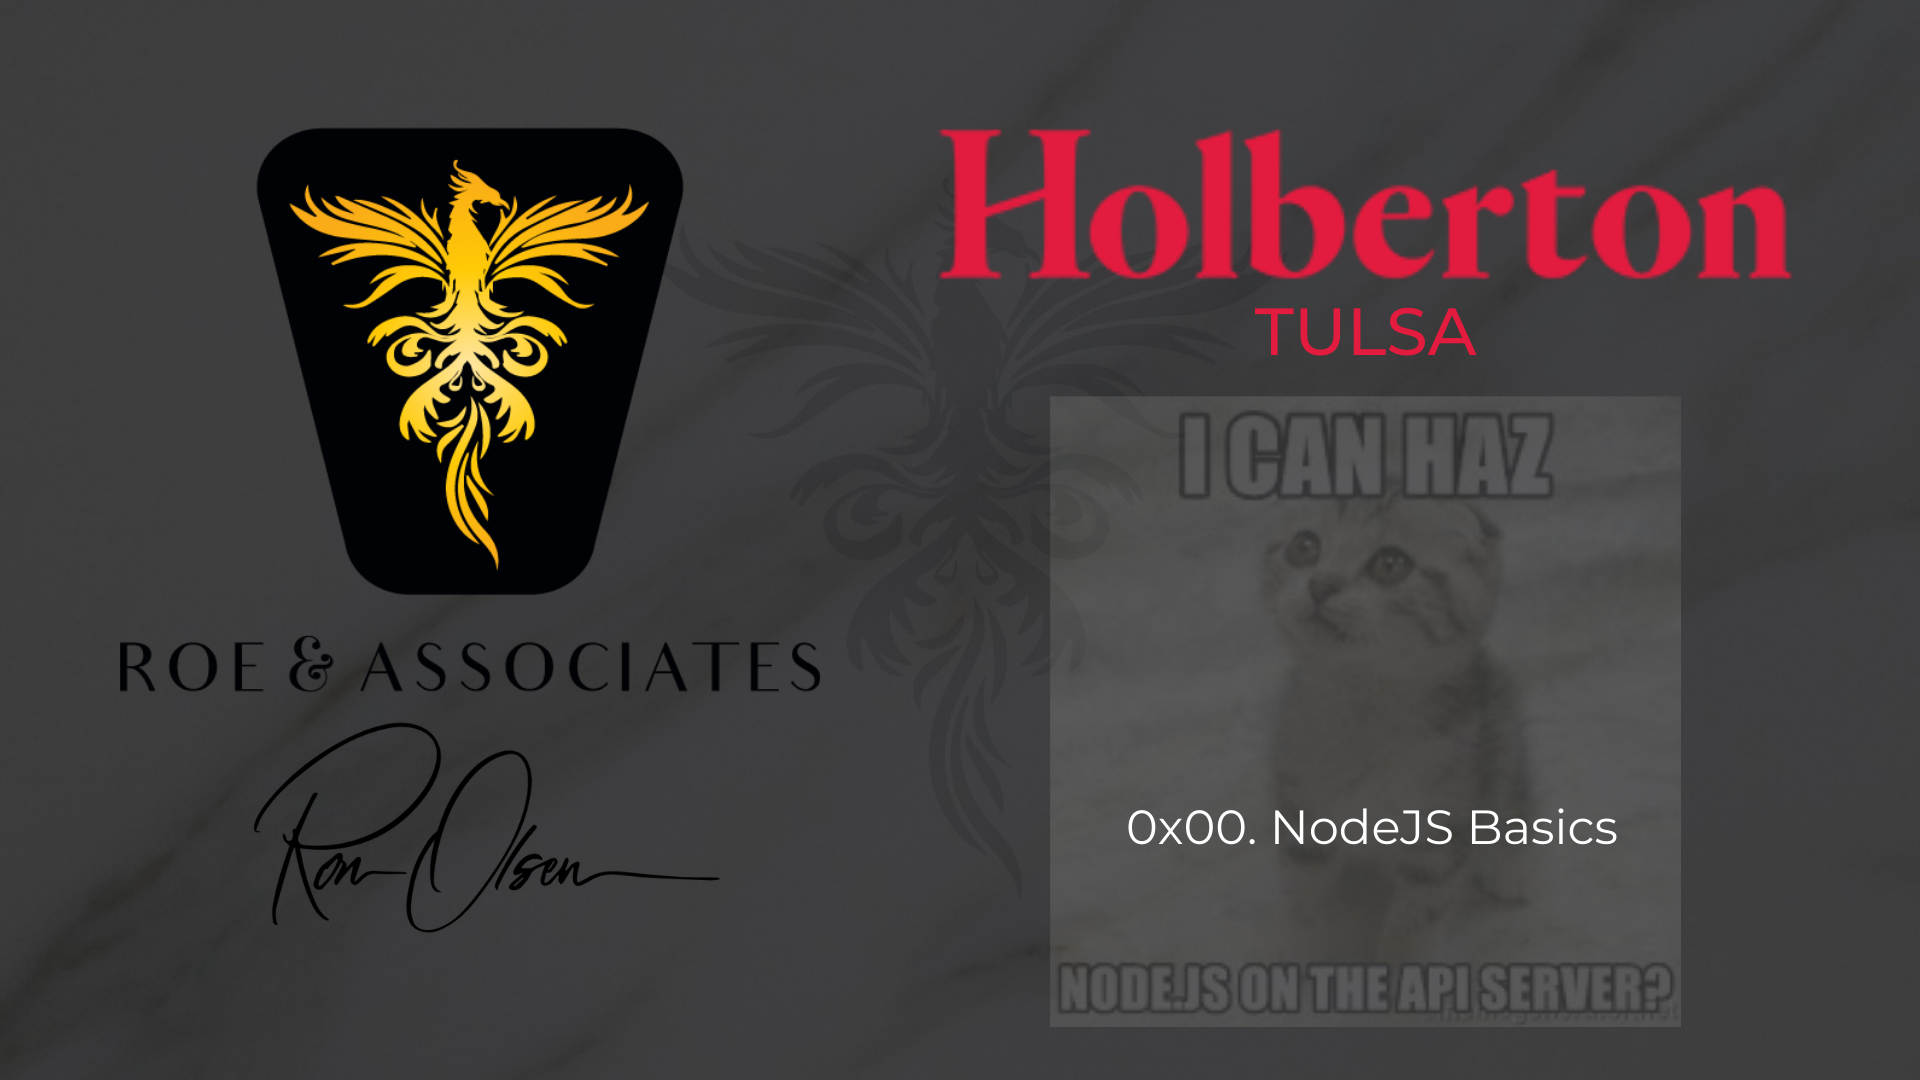 ROE & ASSOCIATES
Ron Olsen
Holberton
TULSA
I CAN HAZ
0x00. NodeJS Basics
NODEJS ON THE API SERVER?